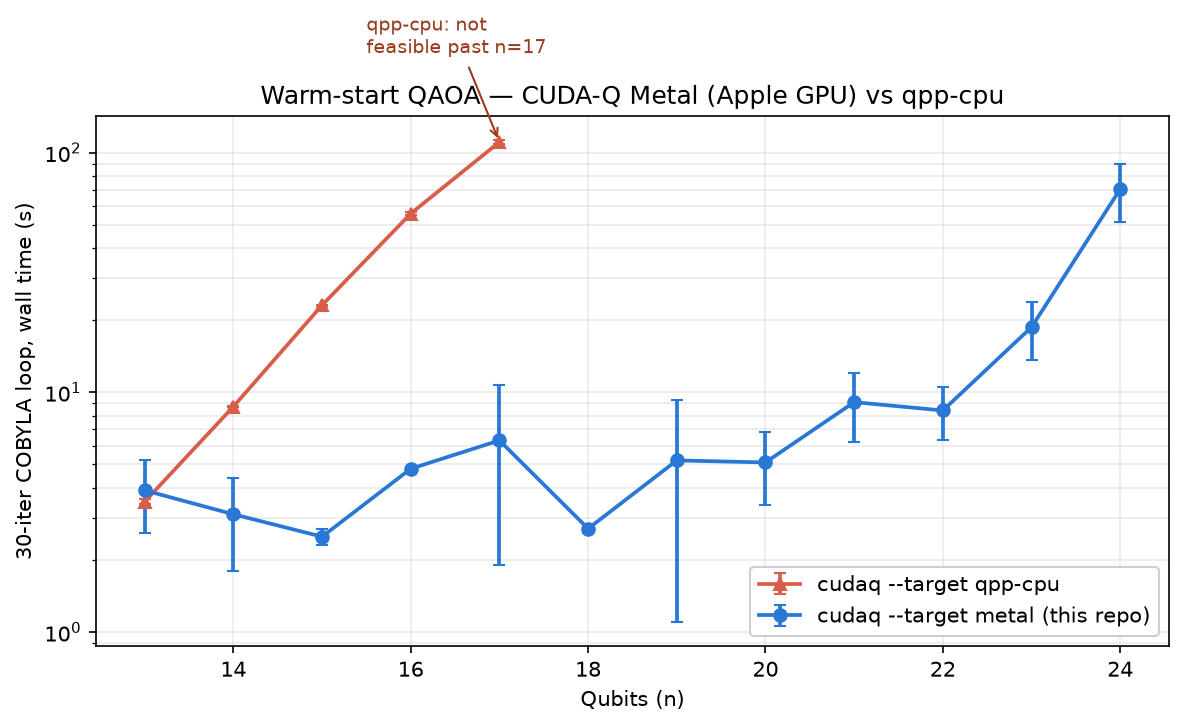 qpp-cpu: not
feasible past n=17
Warm-start QAOA — CUDA-Q Metal (Apple GPU) vs qpp-cpu
30-iter COBYLA loop, wall time (s)
10²
10¹
10⁰
14 16 18 20 22 24
Qubits (n)
cudaq --target qpp-cpu
cudaq --target metal (this repo)